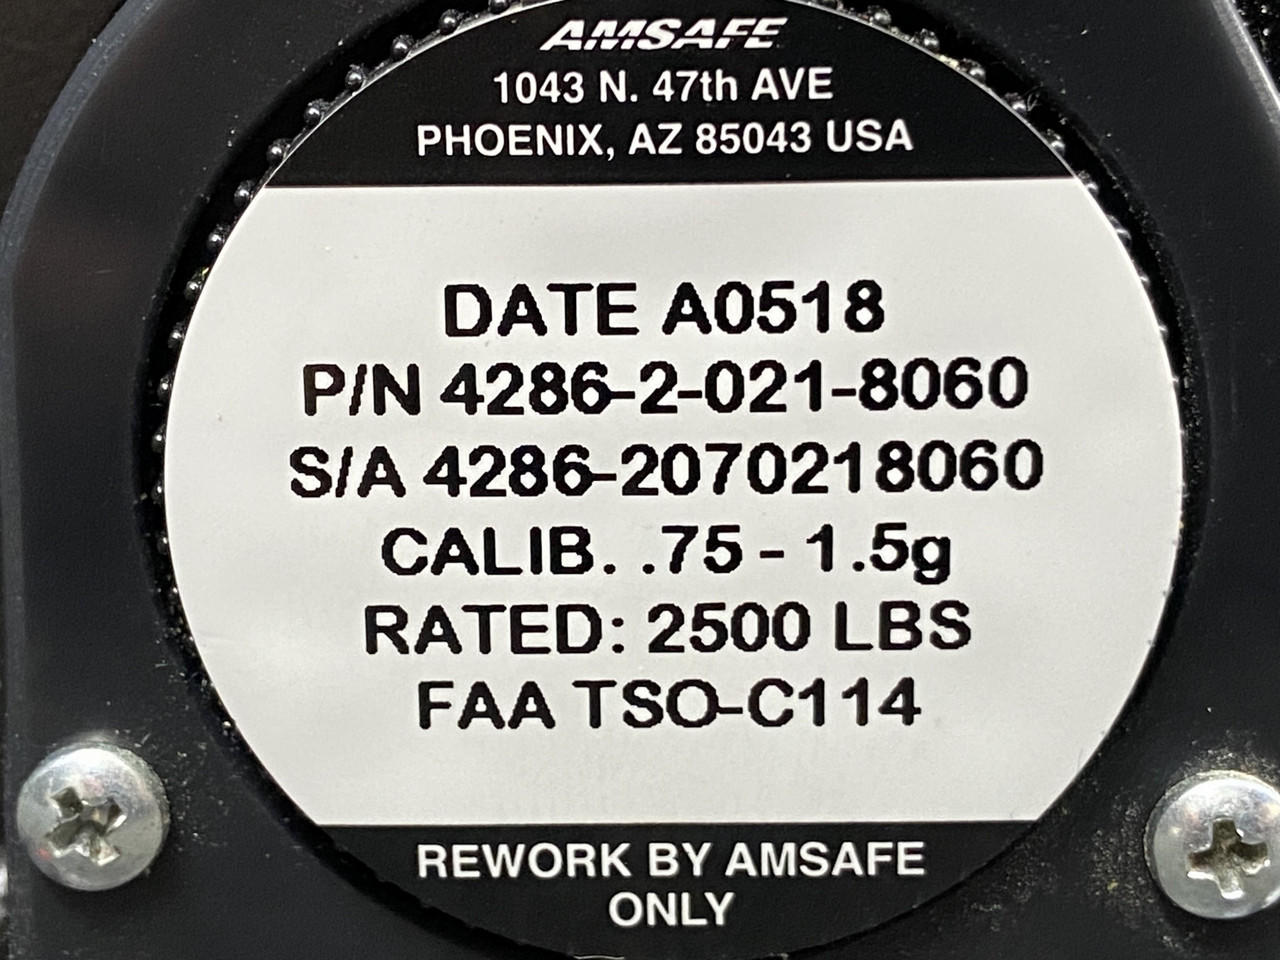 AMSAFE
1043 N. 47th AVE
PHOENIX, AZ 85043 USA
DATE A0518
P/N 4286-2-021-8060
S/A 4286-2070218060
CALIB. .75 - 1.5g
RATED: 2500 LBS
FAA TSO-C114
REWORK BY AMSAFE
ONLY